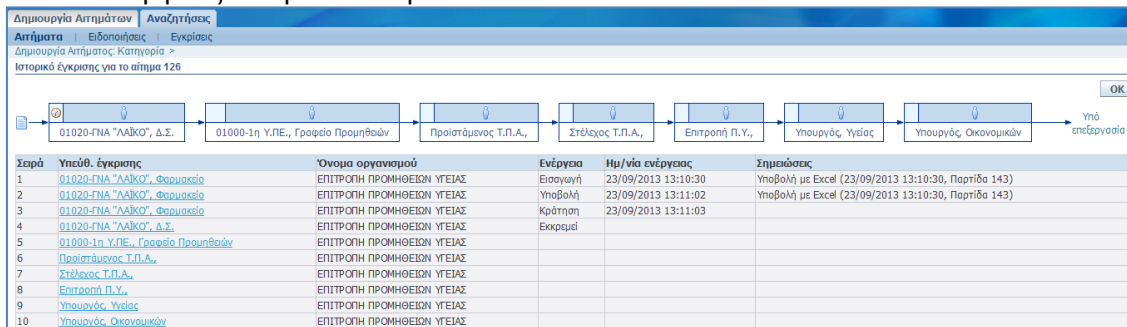 Δημιουργία Αιτημάτων Αναζητήσεις
Αιτήματα | Ειδοποιήσεις | Εγκρίσεις
Δημιουργία Αιτήματος: Κατηγορία >
Ιστορικό έγκρισης για το αίτημα 126
OK
01020-ΓΝΑ "ΛΑΪΚΟ", Δ.Σ. 01000-1η Υ.ΠΕ., Γραφείο Προμηθειών Προϊστάμενος Τ.Π.Α., Στέλεχος Τ.Π.Α., Επιτροπή Π.Υ., Υπουργός, Υγείας Υπουργός, Οικονομικών Υπό επεξεργασία
Σειρά Υπεύθ. έγκρισης Όνομα οργανισμού Ενέργεια Ημ/νία ενέργειας Σημειώσεις
1 01020-ΓΝΑ "ΛΑΪΚΟ", Φαρμακείο ΕΠΙΤΡΟΠΗ ΠΡΟΜΗΘΕΙΩΝ ΥΓΕΙΑΣ Εισαγωγή 23/09/2013 13:10:30 Υποβολή με Excel (23/09/2013 13:10:30, Παρτίδα 143)
2 01020-ΓΝΑ "ΛΑΪΚΟ", Φαρμακείο ΕΠΙΤΡΟΠΗ ΠΡΟΜΗΘΕΙΩΝ ΥΓΕΙΑΣ Υποβολή 23/09/2013 13:11:02 Υποβολή με Excel (23/09/2013 13:10:30, Παρτίδα 143)
3 01020-ΓΝΑ "ΛΑΪΚΟ", Φαρμακείο ΕΠΙΤΡΟΠΗ ΠΡΟΜΗΘΕΙΩΝ ΥΓΕΙΑΣ Κράτηση 23/09/2013 13:11:03
4 01020-ΓΝΑ "ΛΑΪΚΟ", Δ.Σ. ΕΠΙΤΡΟΠΗ ΠΡΟΜΗΘΕΙΩΝ ΥΓΕΙΑΣ Εκκρεμεί
5 01000-1η Υ.ΠΕ., Γραφείο Προμηθειών ΕΠΙΤΡΟΠΗ ΠΡΟΜΗΘΕΙΩΝ ΥΓΕΙΑΣ
6 Προϊστάμενος Τ.Π.Α., ΕΠΙΤΡΟΠΗ ΠΡΟΜΗΘΕΙΩΝ ΥΓΕΙΑΣ
7 Στέλεχος Τ.Π.Α., ΕΠΙΤΡΟΠΗ ΠΡΟΜΗΘΕΙΩΝ ΥΓΕΙΑΣ
8 Επιτροπή Π.Υ., ΕΠΙΤΡΟΠΗ ΠΡΟΜΗΘΕΙΩΝ ΥΓΕΙΑΣ
9 Υπουργός, Υγείας ΕΠΙΤΡΟΠΗ ΠΡΟΜΗΘΕΙΩΝ ΥΓΕΙΑΣ
10 Υπουργός, Οικονομικών ΕΠΙΤΡΟΠΗ ΠΡΟΜΗΘΕΙΩΝ ΥΓΕΙΑΣ